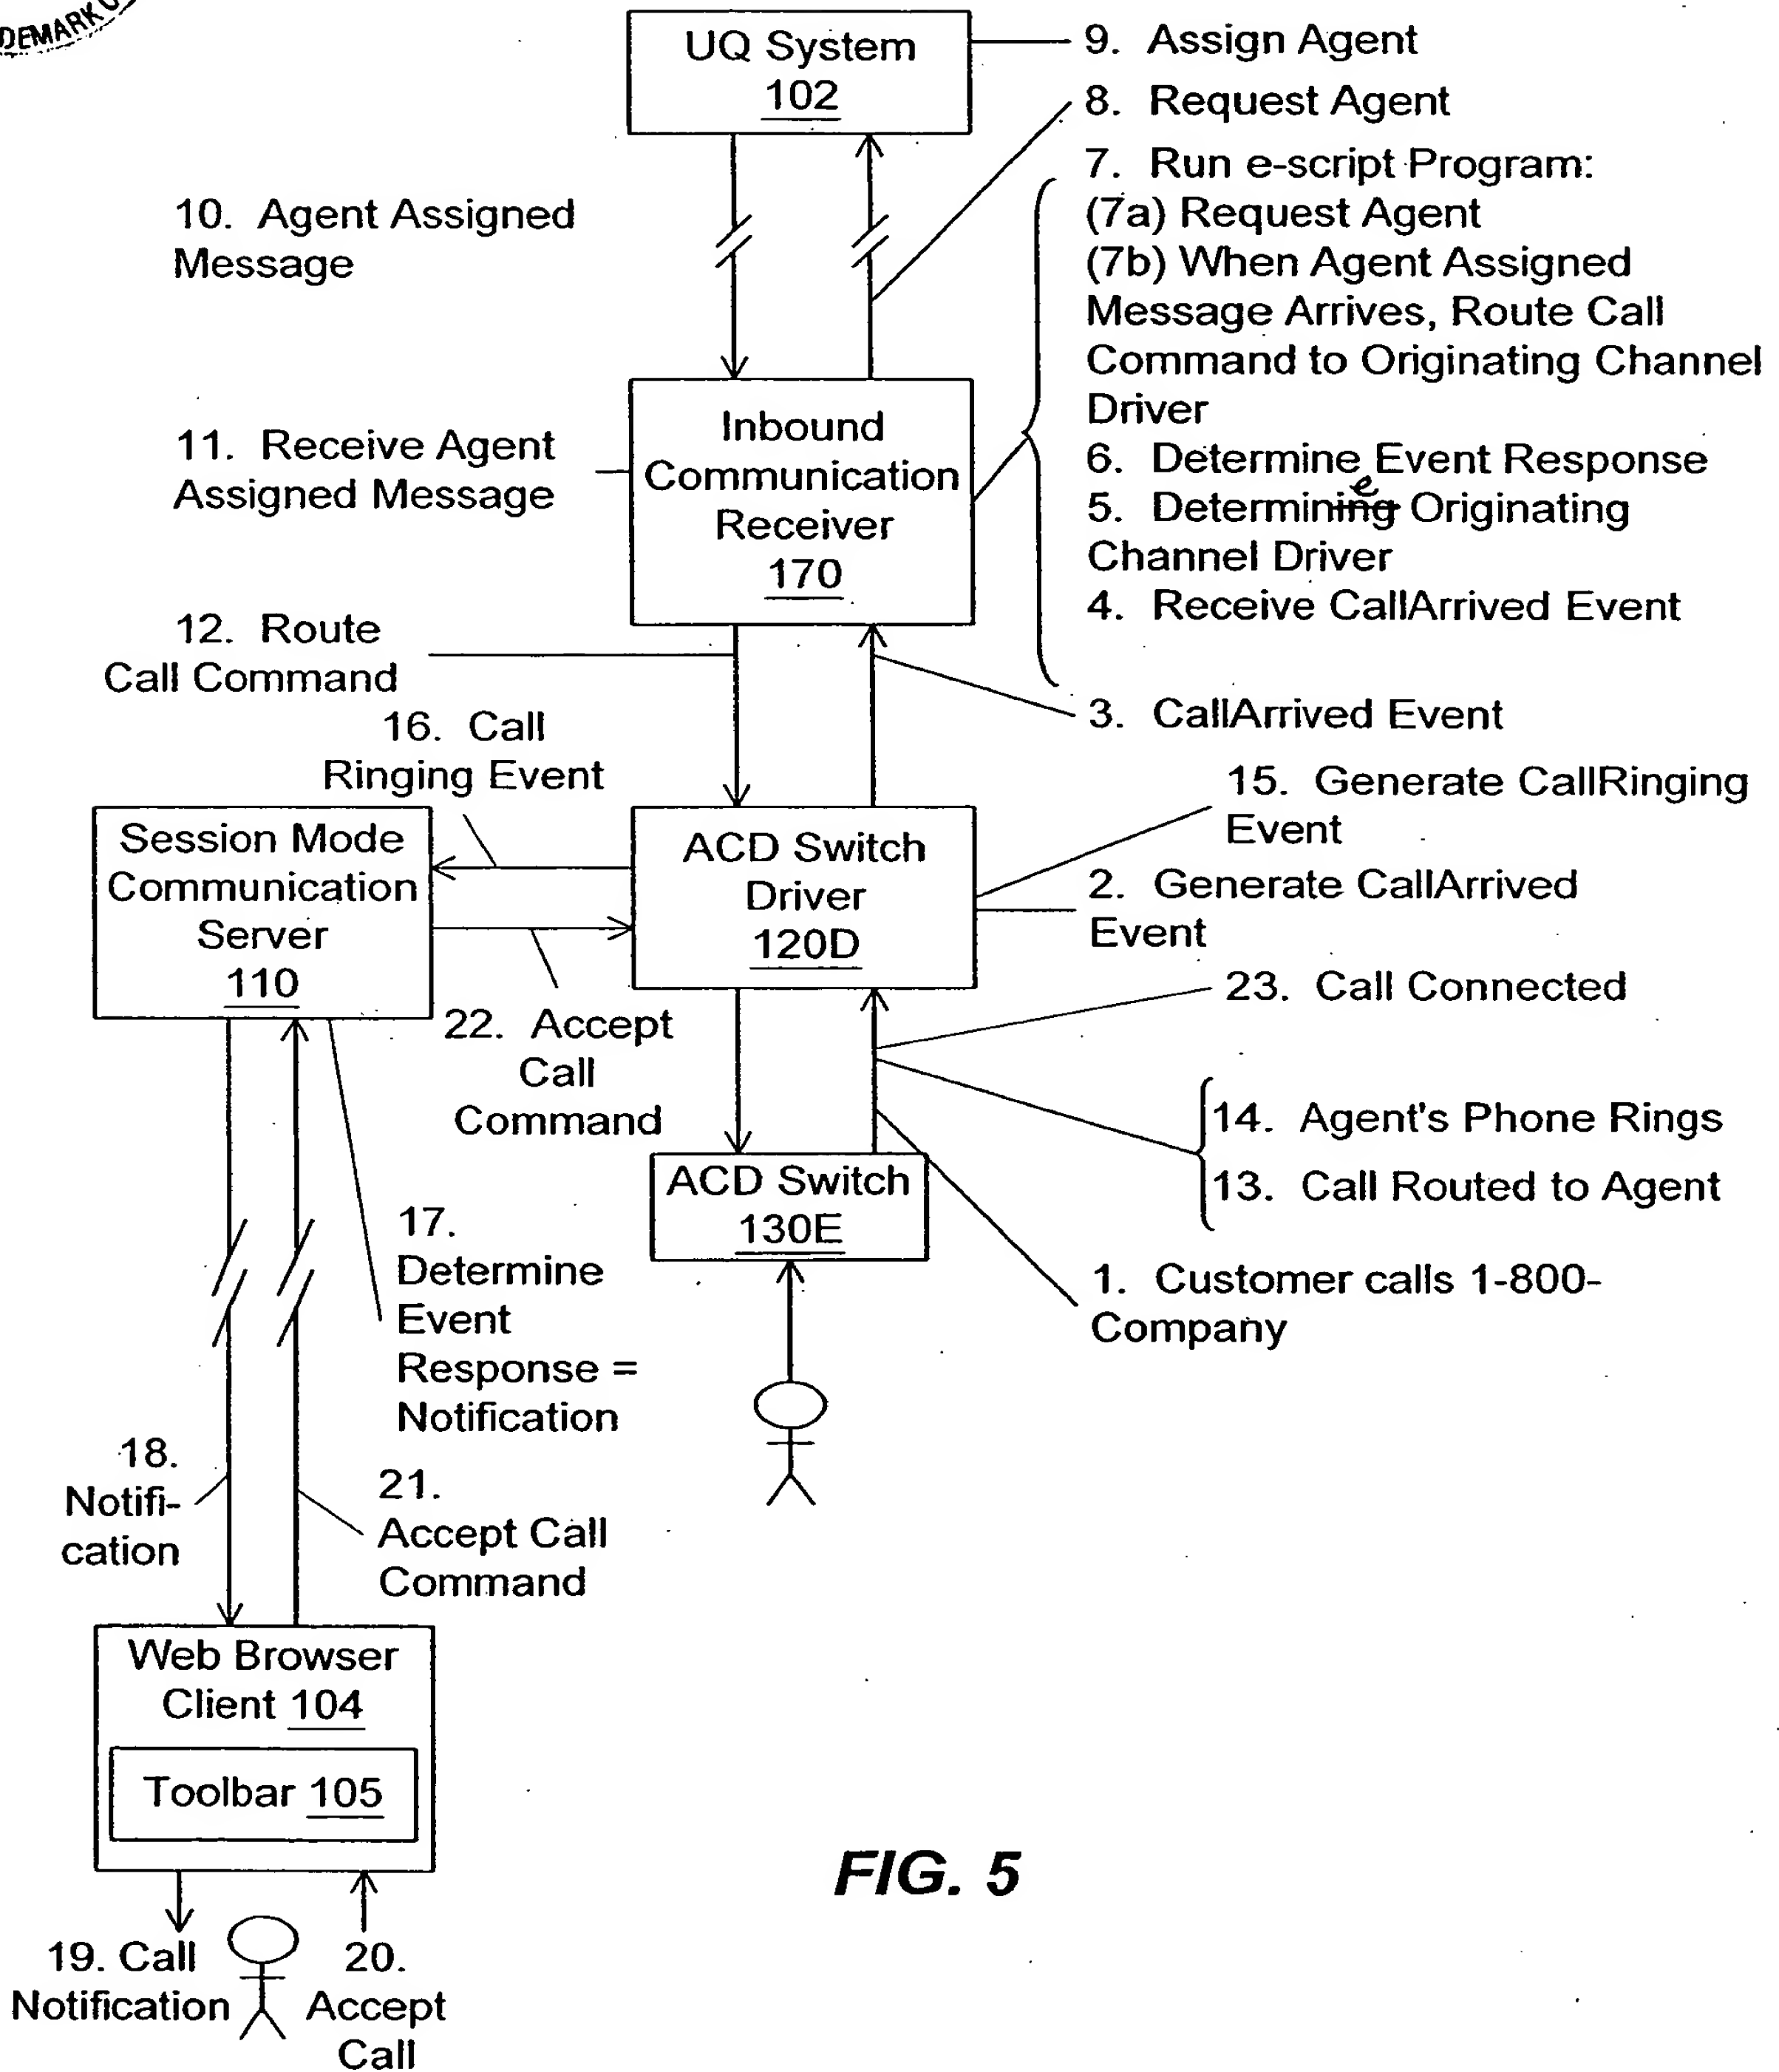 DEMARK
UQ System
102
9. Assign Agent
8. Request Agent
7. Run e-script Program:
(7a) Request Agent
(7b) When Agent Assigned
Message Arrives, Route Call
Command to Originating Channel
Driver
6. Determine Event Response
5. Determining e Originating
Channel Driver
4. Receive CallArrived Event
10. Agent Assigned
Message
Inbound
Communication
Receiver
170
11. Receive Agent
Assigned Message
12. Route
Call Command
3. CallArrived Event
16. Call
Ringing Event
15. Generate CallRinging
Event
Session Mode
Communication
Server
110
ACD Switch
Driver
120D
2. Generate CallArrived
Event
23. Call Connected
22. Accept
Call
Command
14. Agent's Phone Rings
13. Call Routed to Agent
ACD Switch
130E
17.
Determine
Event
Response =
Notification
1. Customer calls 1-800-
Company
18.
Notifi-
cation
21.
Accept Call
Command
Web Browser
Client 104
Toolbar 105
19. Call
Notification
20.
Accept
Call
FIG. 5